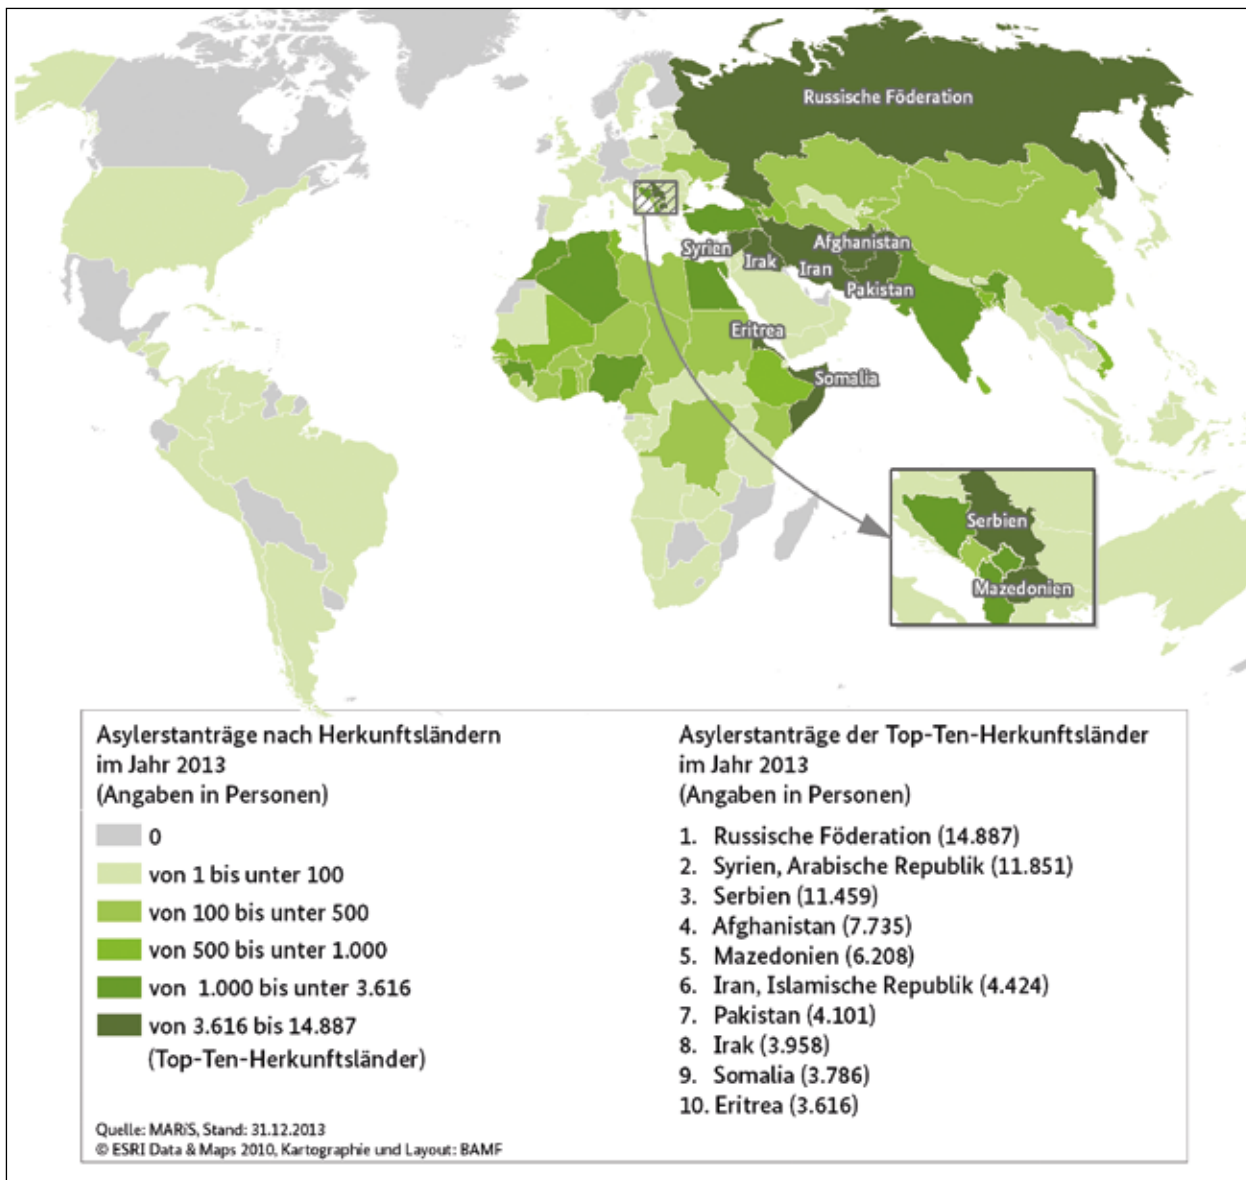 Russische Föderation
Afghanistan
Syrien
Irak
Iran
Pakistan
Eritrea
Somalia
Serbien
Mazedonien
Asylerstanträge nach Herkunftsländern
im Jahr 2013
(Angaben in Personen)
0
von 1 bis unter 100
von 100 bis unter 500
von 500 bis unter 1.000
von 1.000 bis unter 3.616
von 3.616 bis 14.887
(Top-Ten-Herkunftsländer)
Quelle: MARiS, Stand: 31.12.2013
© ESRI Data & Maps 2010, Kartographie und Layout: BAMF
Asylerstanträge der Top-Ten-Herkunftsländer
im Jahr 2013
(Angaben in Personen)
1. Russische Föderation (14.887)
2. Syrien, Arabische Republik (11.851)
3. Serbien (11.459)
4. Afghanistan (7.735)
5. Mazedonien (6.208)
6. Iran, Islamische Republik (4.424)
7. Pakistan (4.101)
8. Irak (3.958)
9. Somalia (3.786)
10. Eritrea (3.616)